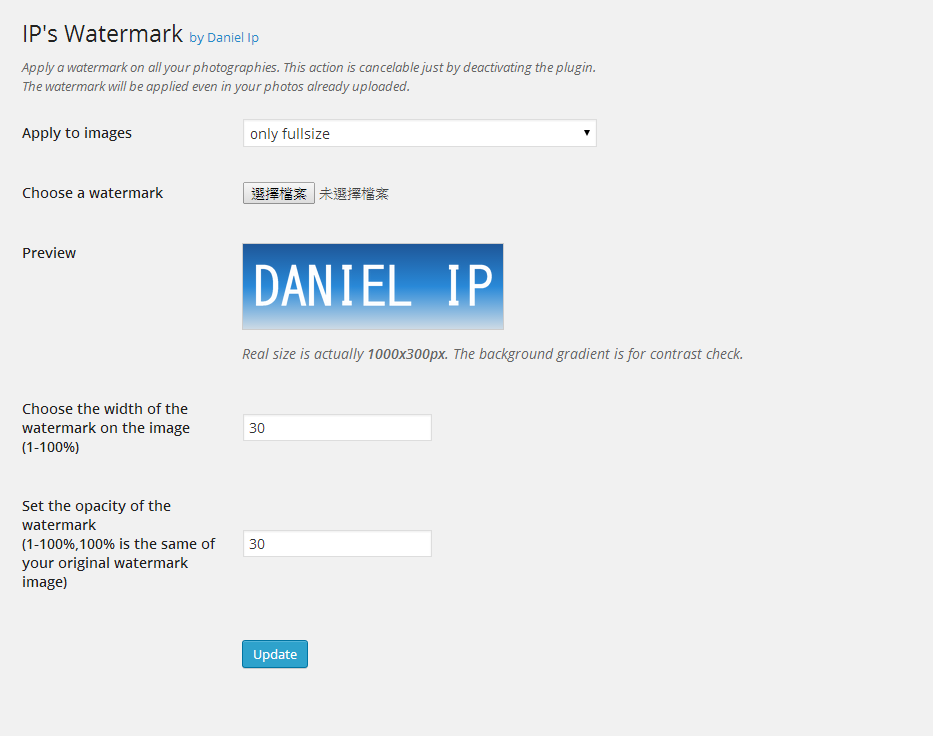 IP's Watermark by Daniel Ip
Apply a watermark on all your photographies. This action is cancelable just by deactivating the plugin.
The watermark will be applied even in your photos already uploaded.
Apply to images
only fullsize
Choose a watermark
選擇檔案 未選擇檔案
Preview
DANIEL IP
Real size is actually 1000x300px. The background gradient is for contrast check.
Choose the width of the
watermark on the image
(1-100%)
30
Set the opacity of the
watermark
(1-100%,100% is the same of
your original watermark
image)
30
Update